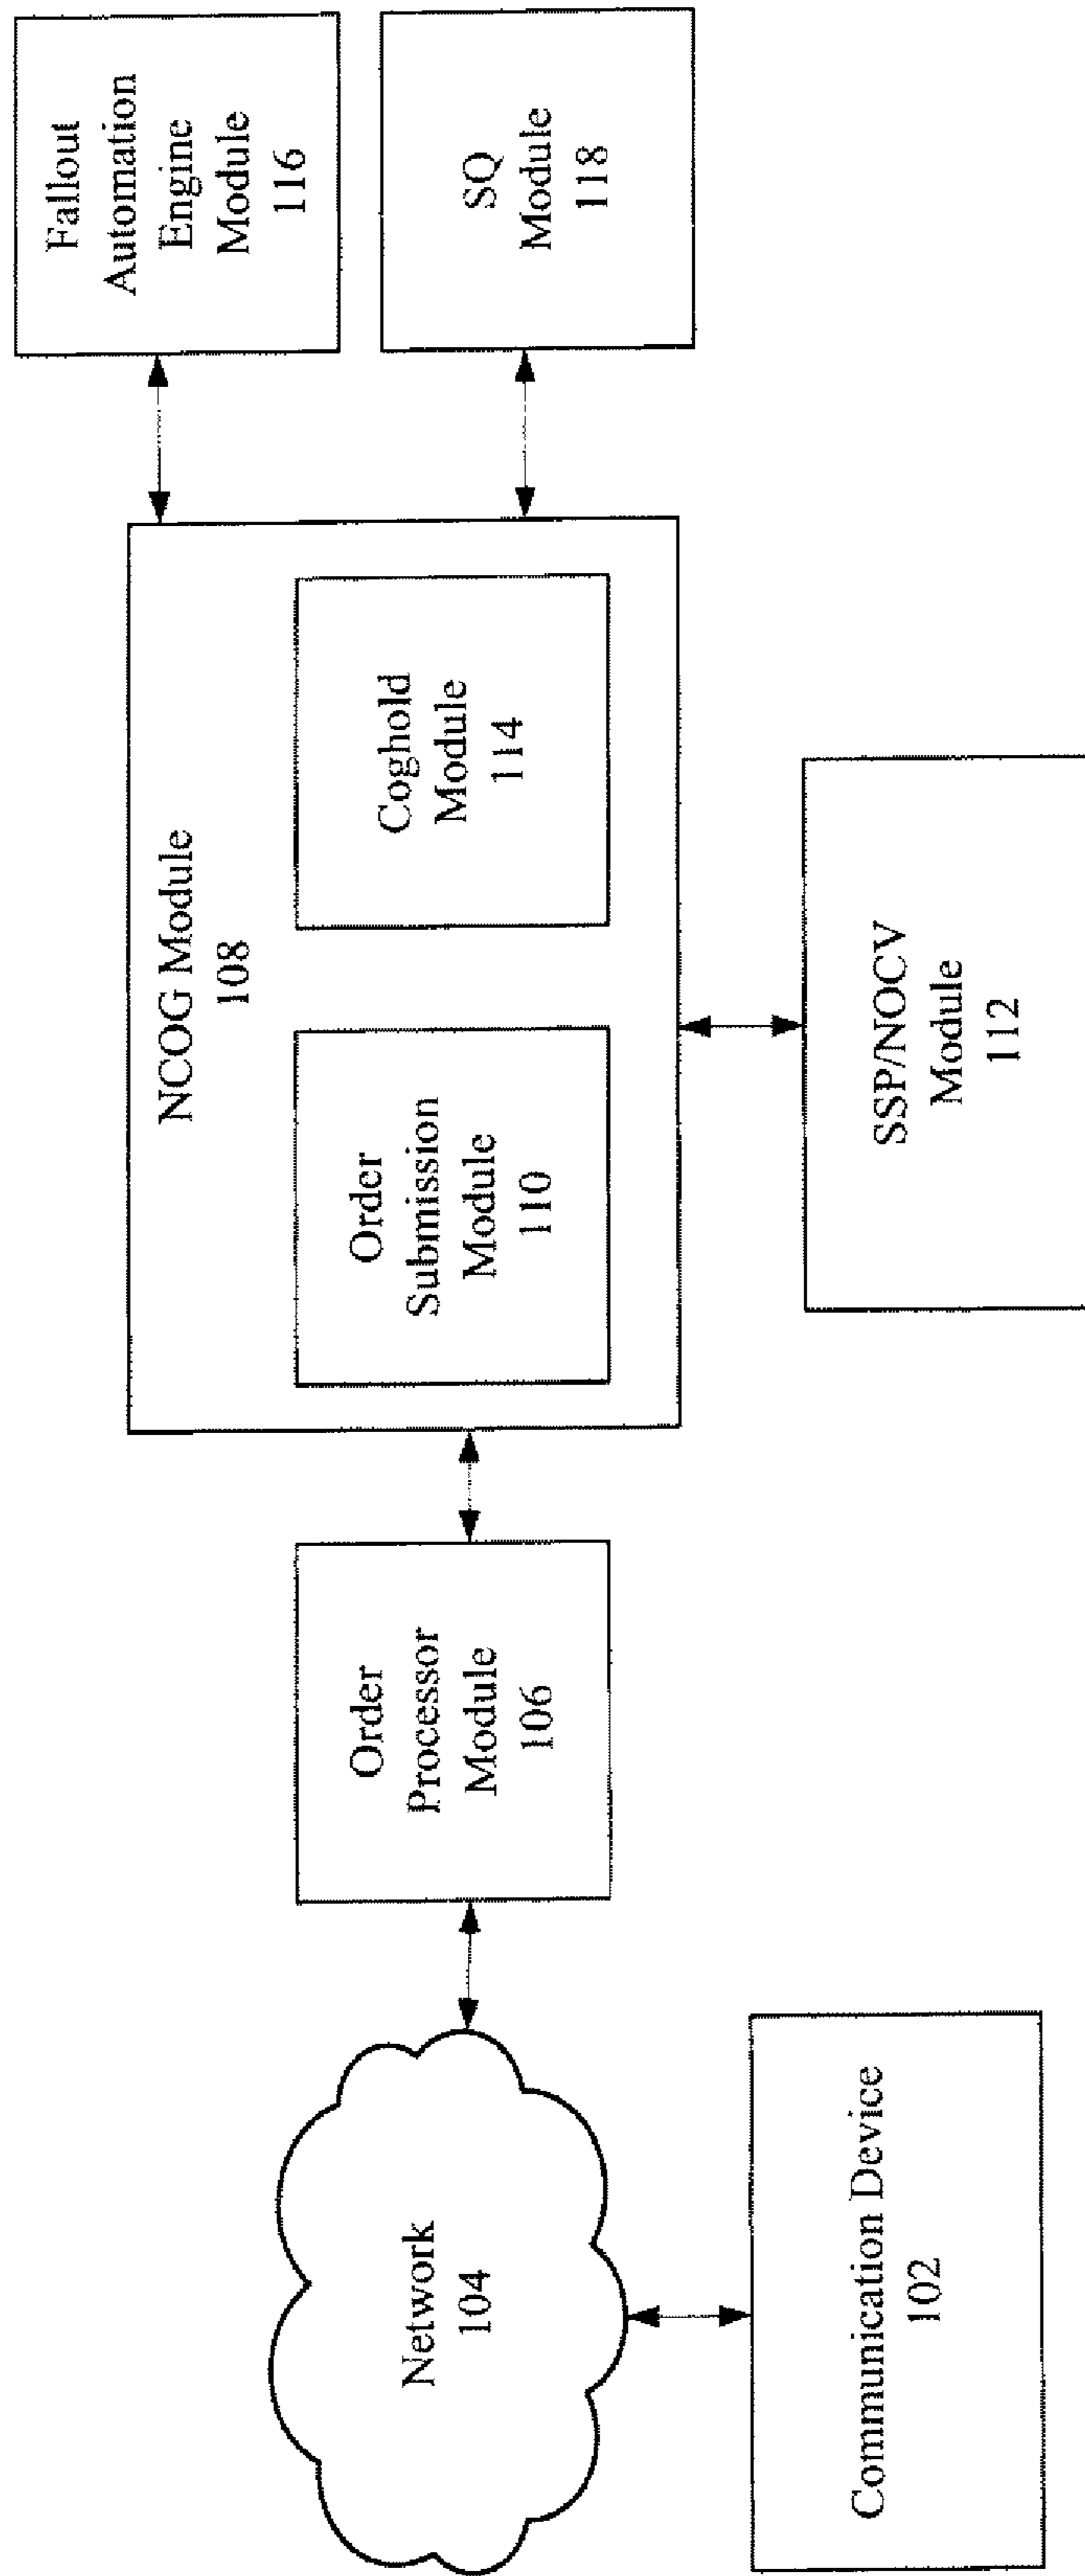 Network
104
Communication Device
102
Order
Processor
Module
106
NCOG Module
108
Order
Submission
Module
110
Coghold
Module
114
SSP/NOCV
Module
112
Fallout
Automation
Engine
Module
116
SQ
Module
118